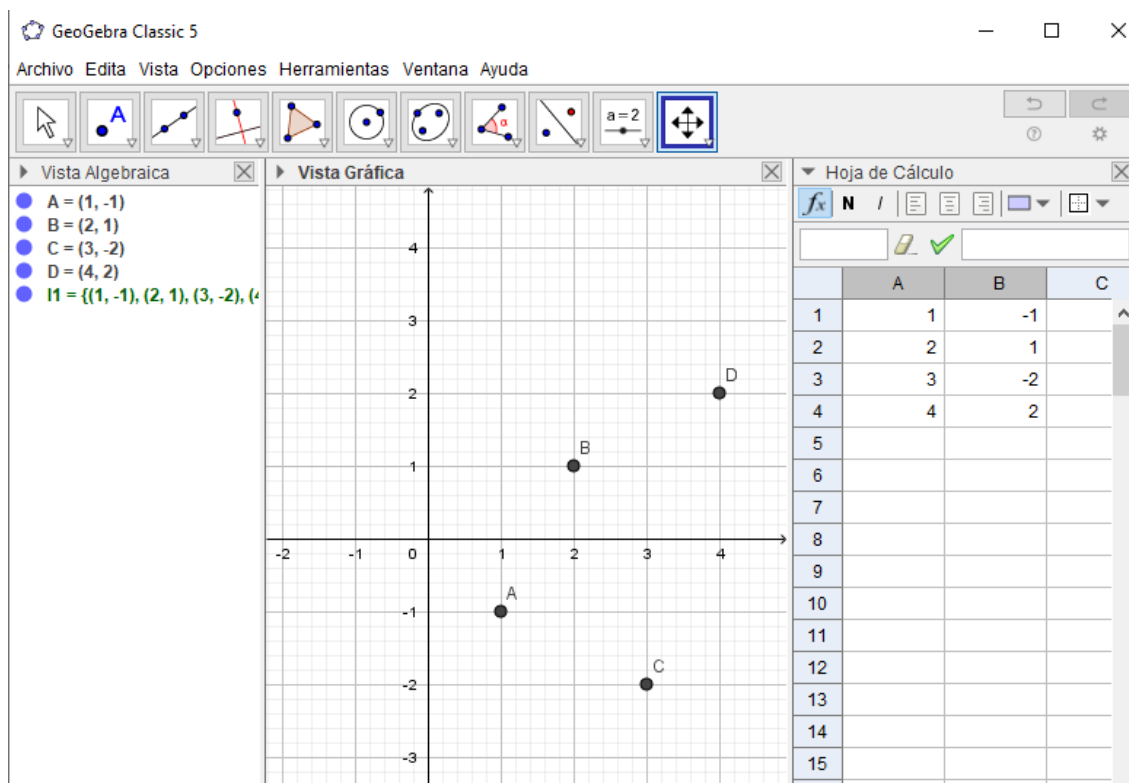 GeoGebra Classic 5
Archivo Edita Vista Opciones Herramientas Ventana Ayuda
A
α
a = 2
Vista Algebraica
A = (1, -1)
B = (2, 1)
C = (3, -2)
D = (4, 2)
l1 = {(1, -1), (2, 1), (3, -2), (4
Vista Gráfica
4
3
2
1
-2 -1 0 1 2 3 4
-1
-2
-3
D
B
A
C
Hoja de Cálculo
fx N I
A B C
1 1 -1
2 2 1
3 3 -2
4 4 2
5
6
7
8
9
10
11
12
13
14
15